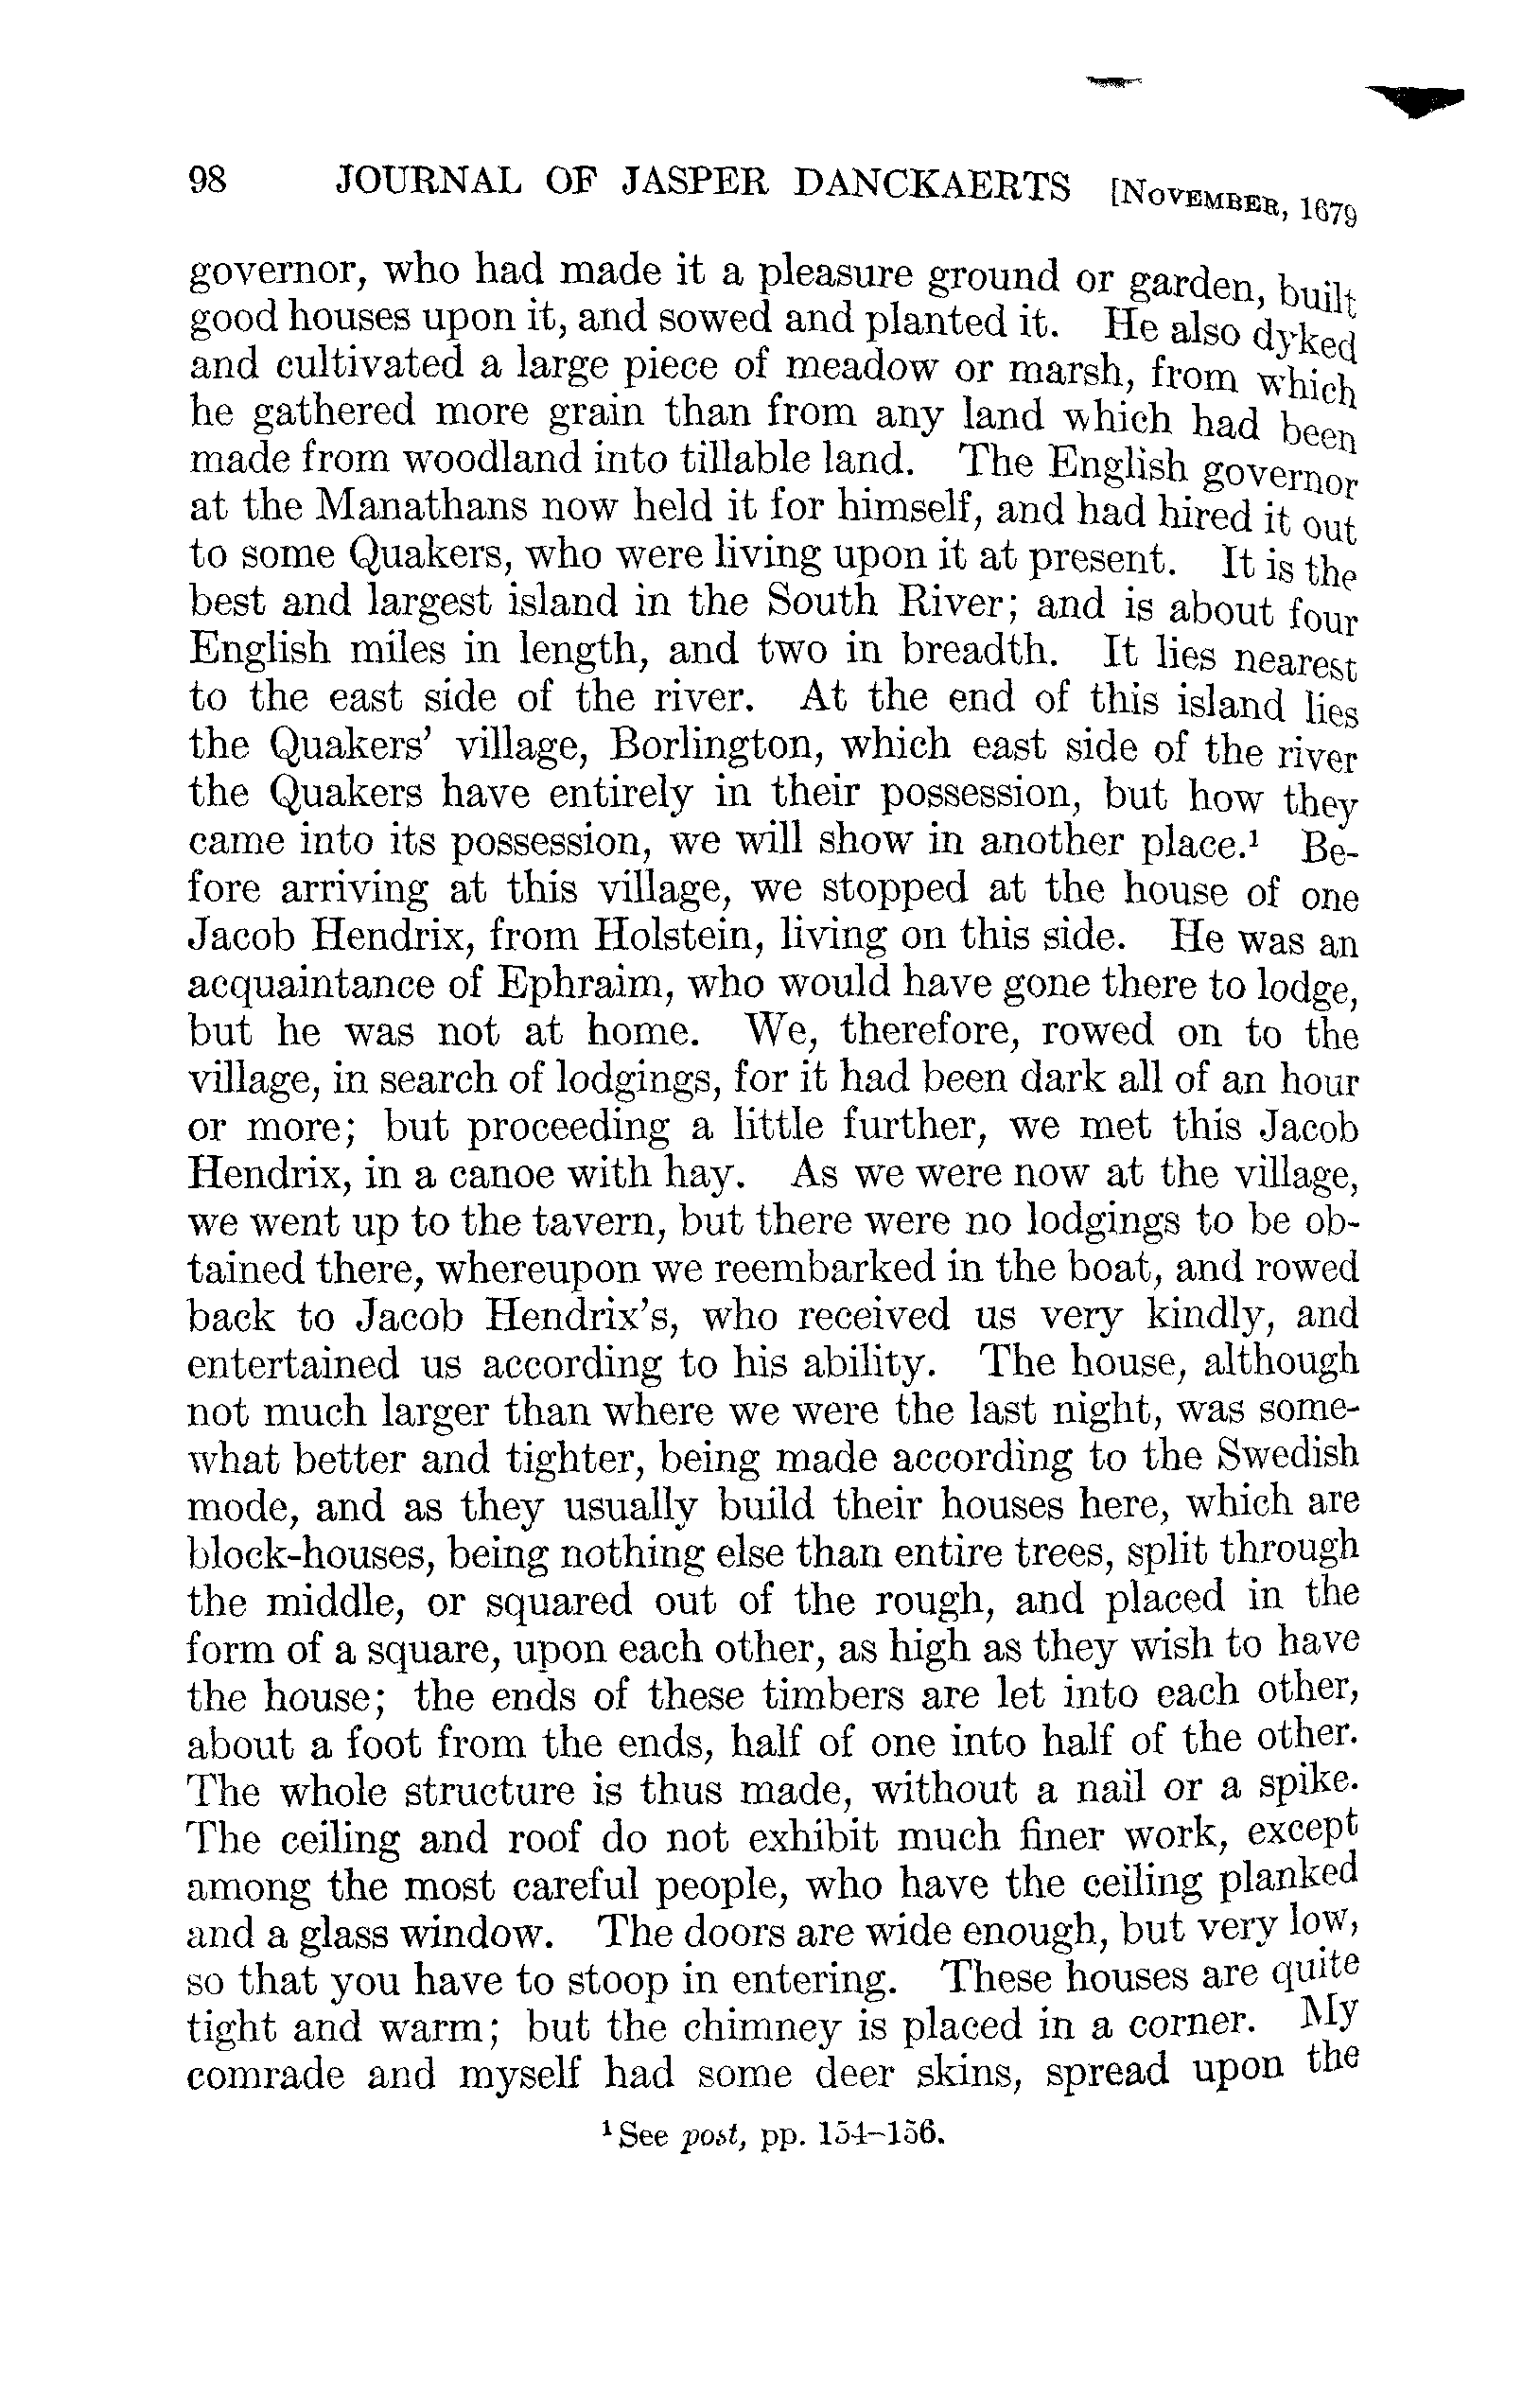 98 JOURNAL OF JASPER DANCKAERTS [NOVEMBER, 1679
governor, who had made it a pleasure ground or garden, built
good houses upon it, and sowed and planted it. He also dyked
and cultivated a large piece of meadow or marsh, from which
he gathered more grain than from any land which had been
made from woodland into tillable land. The English governor
at the Manathans now held it for himself, and had hired it out
to some Quakers, who were living upon it at present. It is the
best and largest island in the South River; and is about four
English miles in length, and two in breadth. It lies nearest
to the east side of the river. At the end of this island lies
the Quakers' village, Borlington, which east side of the river
the Quakers have entirely in their possession, but how they
came into its possession, we will show in another place.¹ Be-
fore arriving at this village, we stopped at the house of one
Jacob Hendrix, from Holstein, living on this side. He was an
acquaintance of Ephraim, who would have gone there to lodge,
but he was not at home. We, therefore, rowed on to the
village, in search of lodgings, for it had been dark all of an hour
or more; but proceeding a little further, we met this Jacob
Hendrix, in a canoe with hay. As we were now at the village,
we went up to the tavern, but there were no lodgings to be ob-
tained there, whereupon we reembarked in the boat, and rowed
back to Jacob Hendrix's, who received us very kindly, and
entertained us according to his ability. The house, although
not much larger than where we were the last night, was some-
what better and tighter, being made according to the Swedish
mode, and as they usually build their houses here, which are
block-houses, being nothing else than entire trees, split through
the middle, or squared out of the rough, and placed in the
form of a square, upon each other, as high as they wish to have
the house; the ends of these timbers are let into each other,
about a foot from the ends, half of one into half of the other.
The whole structure is thus made, without a nail or a spike.
The ceiling and roof do not exhibit much finer work, except
among the most careful people, who have the ceiling planked
and a glass window. The doors are wide enough, but very low,
so that you have to stoop in entering. These houses are quite
tight and warm; but the chimney is placed in a corner. My
comrade and myself had some deer skins, spread upon the
¹ See post, pp. 154-156.